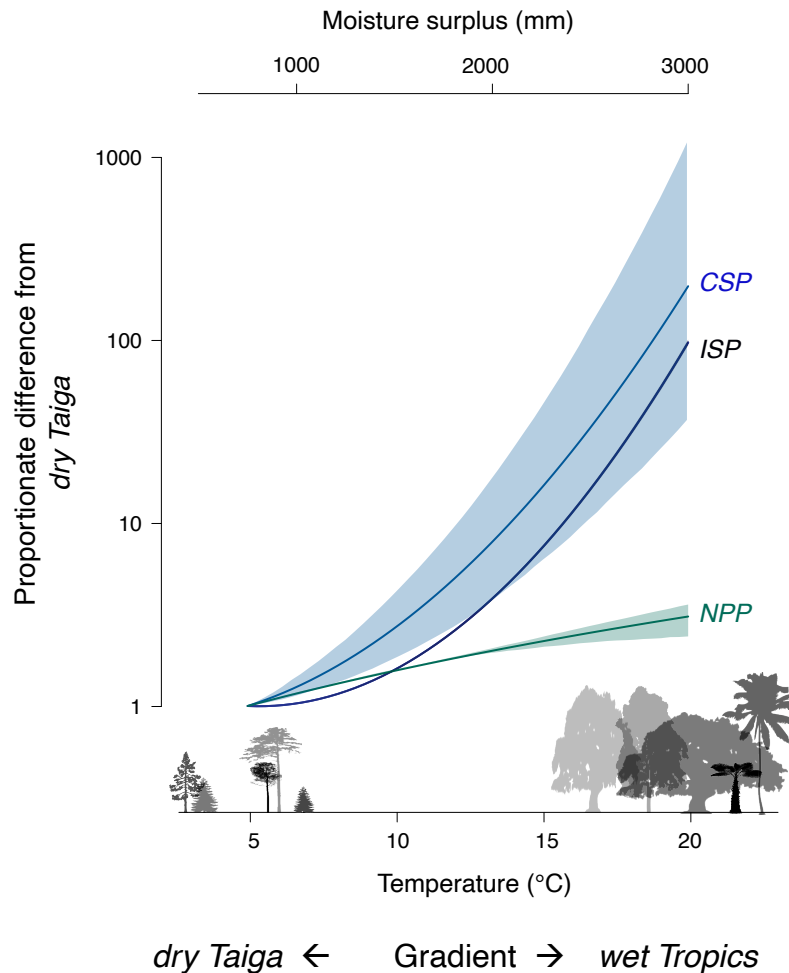 Moisture surplus (mm)
1000 2000 3000
Proportionate difference from
dry Taiga
1000
100
10
1
CSP
ISP
NPP
5 10 15 20
Temperature (°C)
dry Taiga ← Gradient → wet Tropics